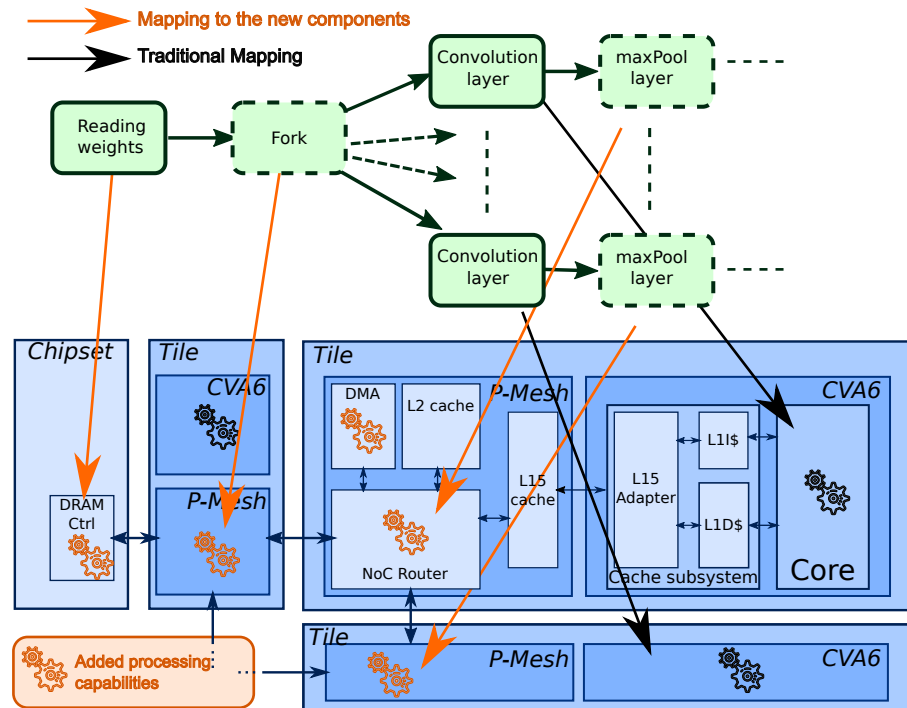 Mapping to the new components
Traditional Mapping
Reading
weights
Fork
Convolution
layer
maxPool
layer
Convolution
layer
maxPool
layer
Chipset
DRAM
Ctrl
Tile
CVA6
P-Mesh
Tile
P-Mesh
DMA
L2 cache
L15
cache
NoC Router
CVA6
L15
Adapter
L1I$
L1D$
Cache subsystem
Core
Added processing
capabilities
Tile
P-Mesh
CVA6